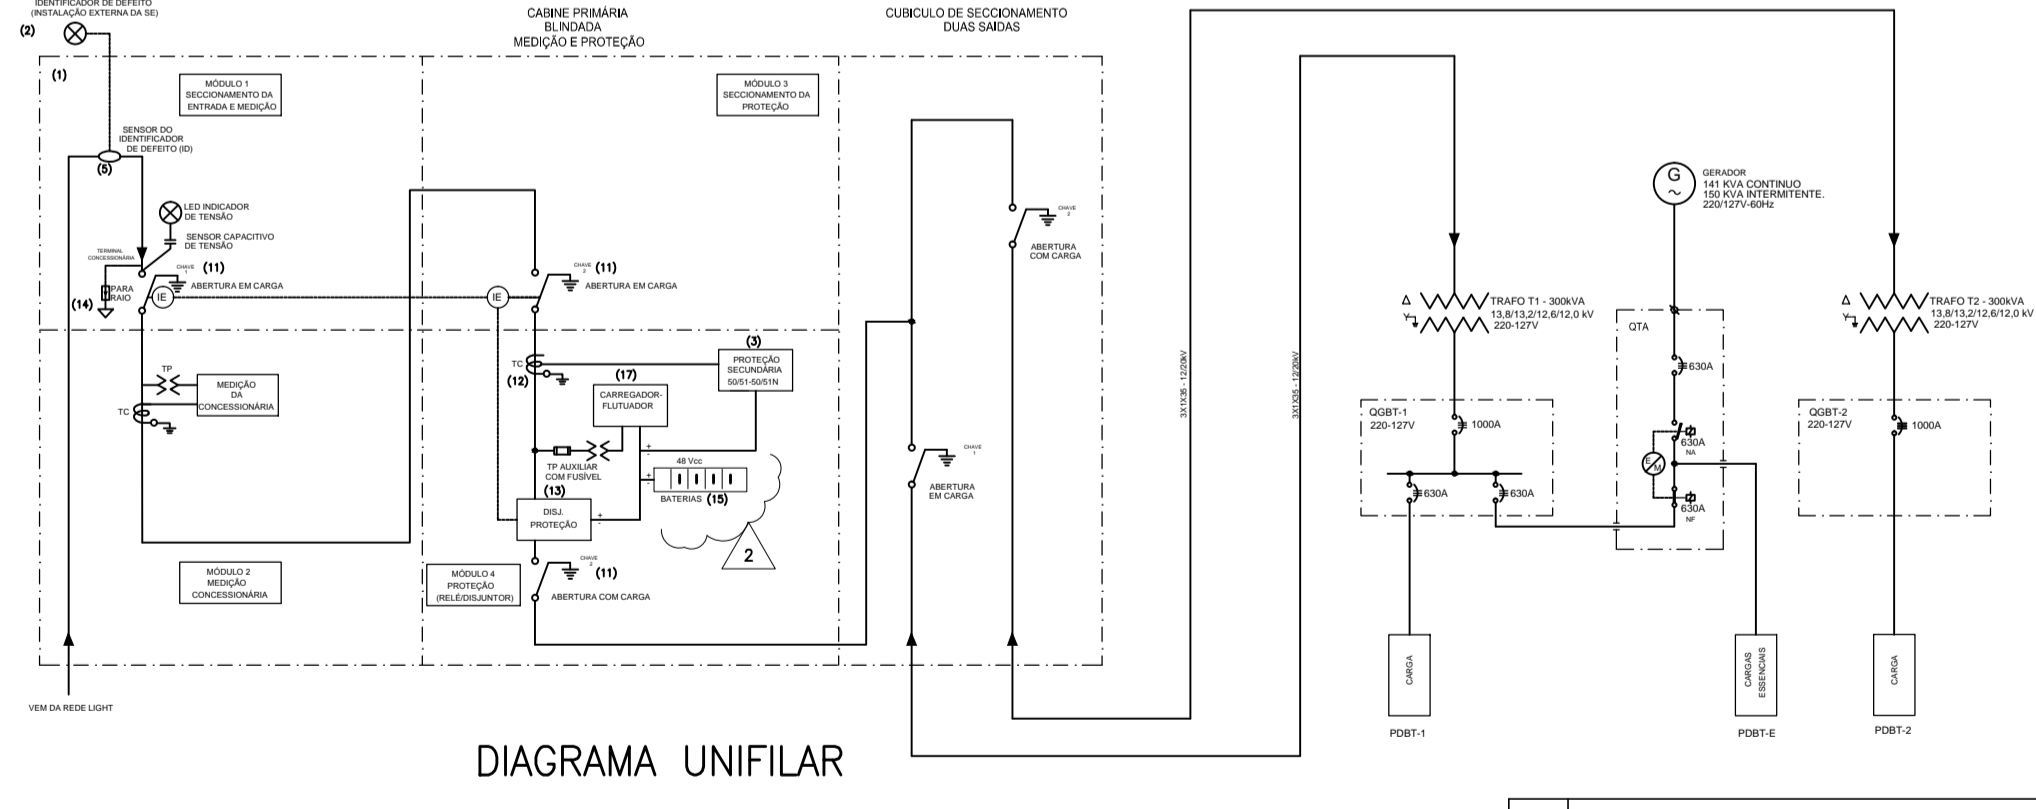 IDENTIFICADOR DE DEFEITO
(INSTALAÇÃO EXTERNA DA SE)
(2)
CABINE PRIMÁRIA
BLINDADA
MEDIÇÃO E PROTEÇÃO
CUBICULO DE SECCIONAMENTO
DUAS SAÍDAS
(1)
MÓDULO 1
SECCIONAMENTO DA
ENTRADA E MEDIÇÃO
MÓDULO 3
SECCIONAMENTO DA
PROTEÇÃO
SENSOR DO
IDENTIFICADOR
DE DEFEITO (ID)
(5)
LED INDICADOR
DE TENSÃO
SENSOR CAPACITIVO
DE TENSÃO
TERMINAL
CONCESSIONÁRIA
CHAVE
1
(11)
ABERTURA EM CARGA
PARA
RAIO
(14)
IE
IE
CHAVE
2
(11)
ABERTURA EM CARGA
CHAVE
2
ABERTURA
COM CARGA
TP
MEDIÇÃO
DA
CONCESSIONÁRIA
TC
TC
(12)
(3)
PROTEÇÃO
SECUNDÁRIA
50/51-50/51N
(17)
CARREGADOR-
FLUTUADOR
+
-
TP AUXILIAR
COM FUSÍVEL
48 Vcc
+
-
BATERIAS (15)
(13)
DISJ.
PROTEÇÃO
+
-
2
CHAVE
2
(11)
ABERTURA COM CARGA
MÓDULO 2
MEDIÇÃO
CONCESSIONÁRIA
MÓDULO 4
PROTEÇÃO
(RELÉ/DISJUNTOR)
CHAVE
1
ABERTURA
EM CARGA
VEM DA REDE LIGHT
3X1X35 - 12/20kV
3X1X35 - 12/20kV
G
~
GERADOR
141 KVA CONTINUO
150 KVA INTERMITENTE.
220/127V-60Hz
Δ
Y
TRAFO T1 - 300kVA
13,8/13,2/12,6/12,0 kV
220-127V
QTA
630A
Δ
Y
TRAFO T2 - 300kVA
13,8/13,2/12,6/12,0 kV
220-127V
QGBT-1
220-127V
1000A
630A
630A
630A
NA
E
M
630A
NF
QGBT-2
220-127V
1000A
CARGA
PDBT-1
CARGAS
ESSENCIAIS
PDBT-E
CARGA
PDBT-2
DIAGRAMA UNIFILAR